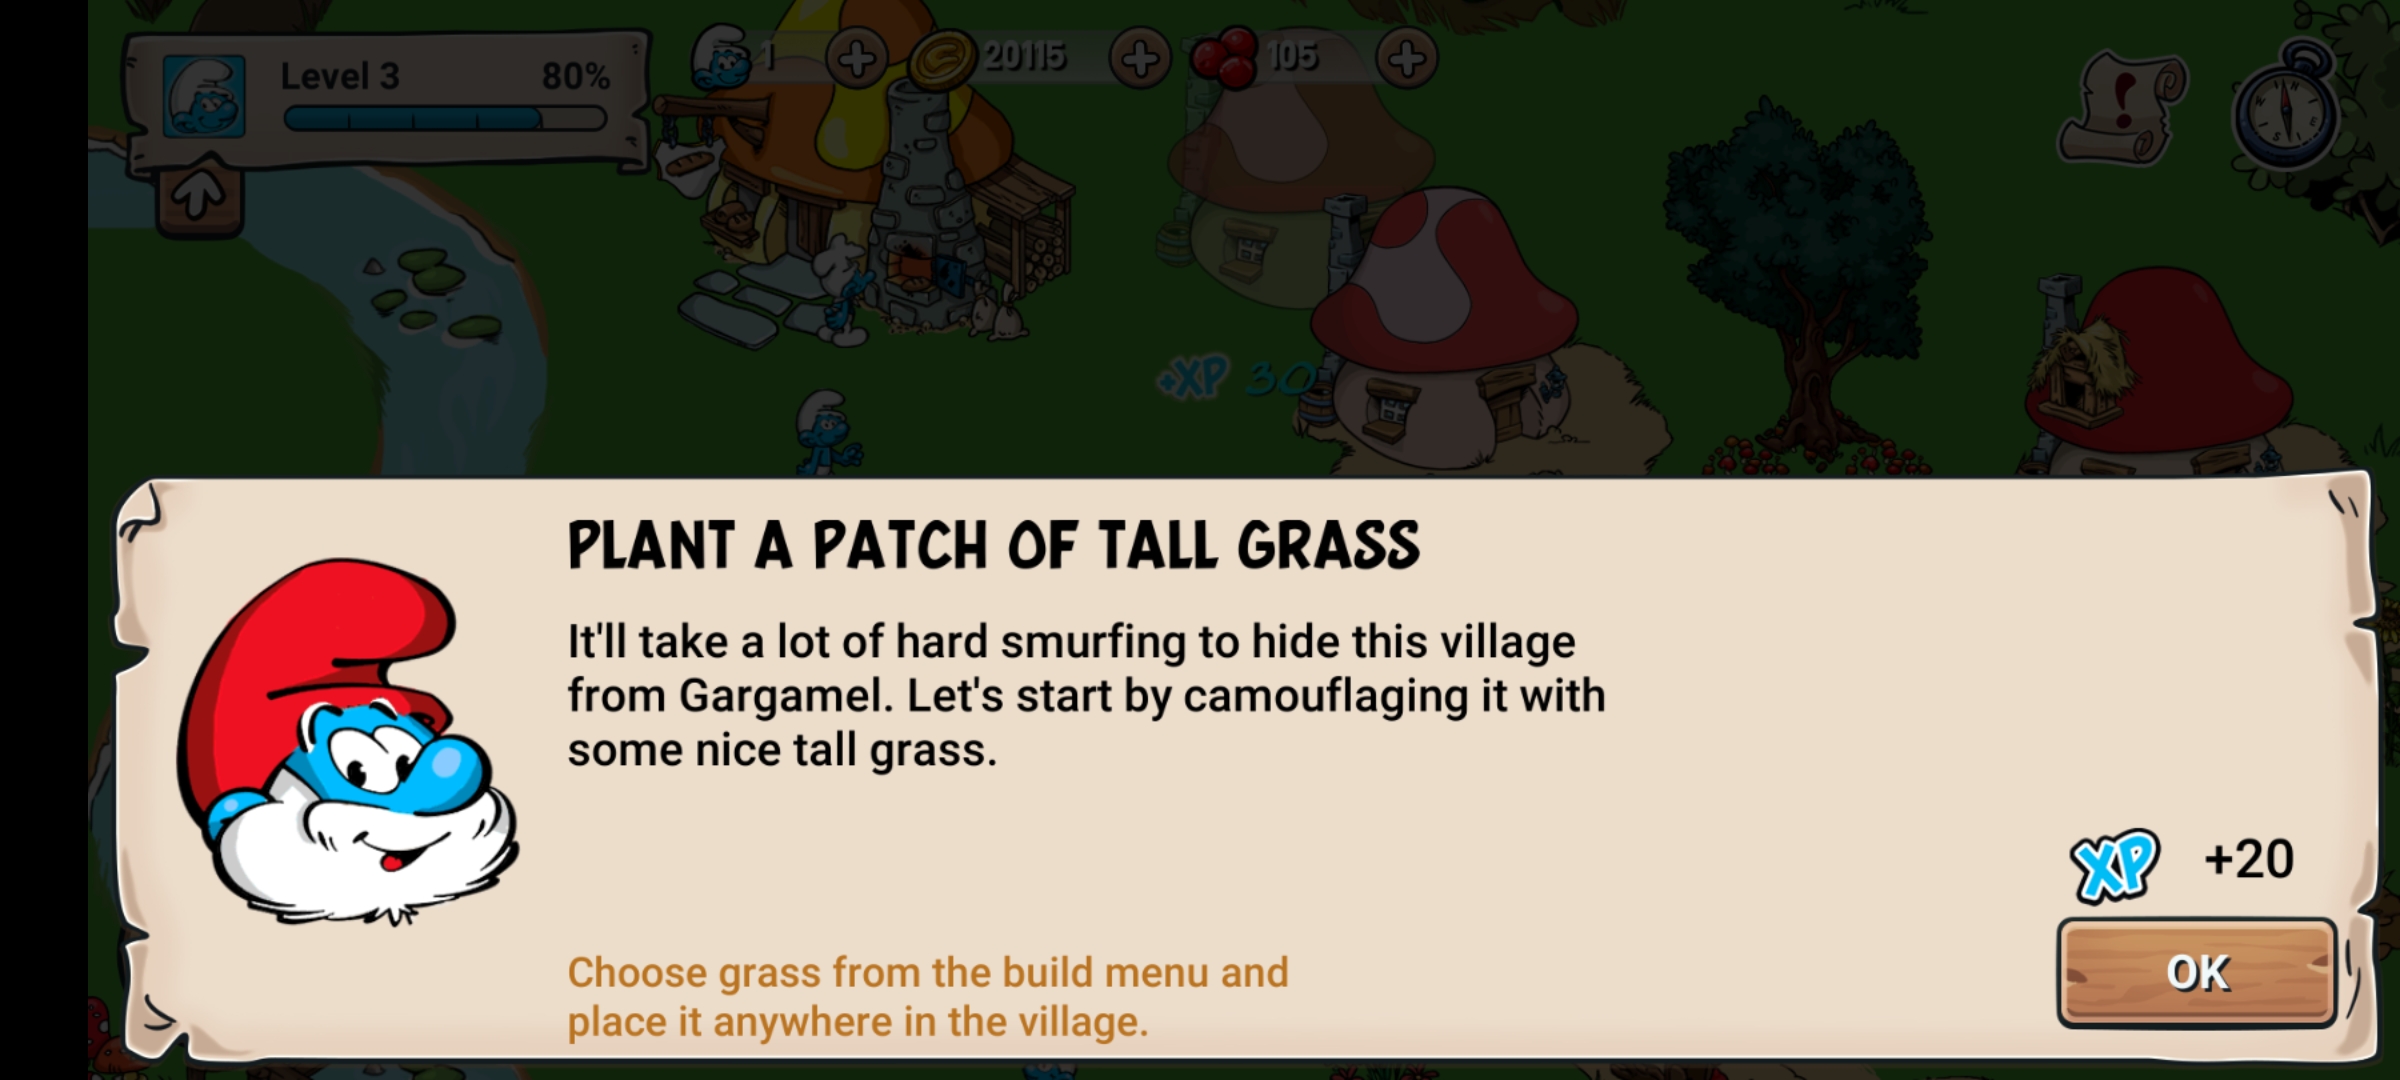 Level 3
80%
1
20115
105
+XP 30
PLANT A PATCH OF TALL GRASS
It'll take a lot of hard smurfing to hide this village
from Gargamel. Let's start by camouflaging it with
some nice tall grass.
XP +20
Choose grass from the build menu and
place it anywhere in the village.
OK